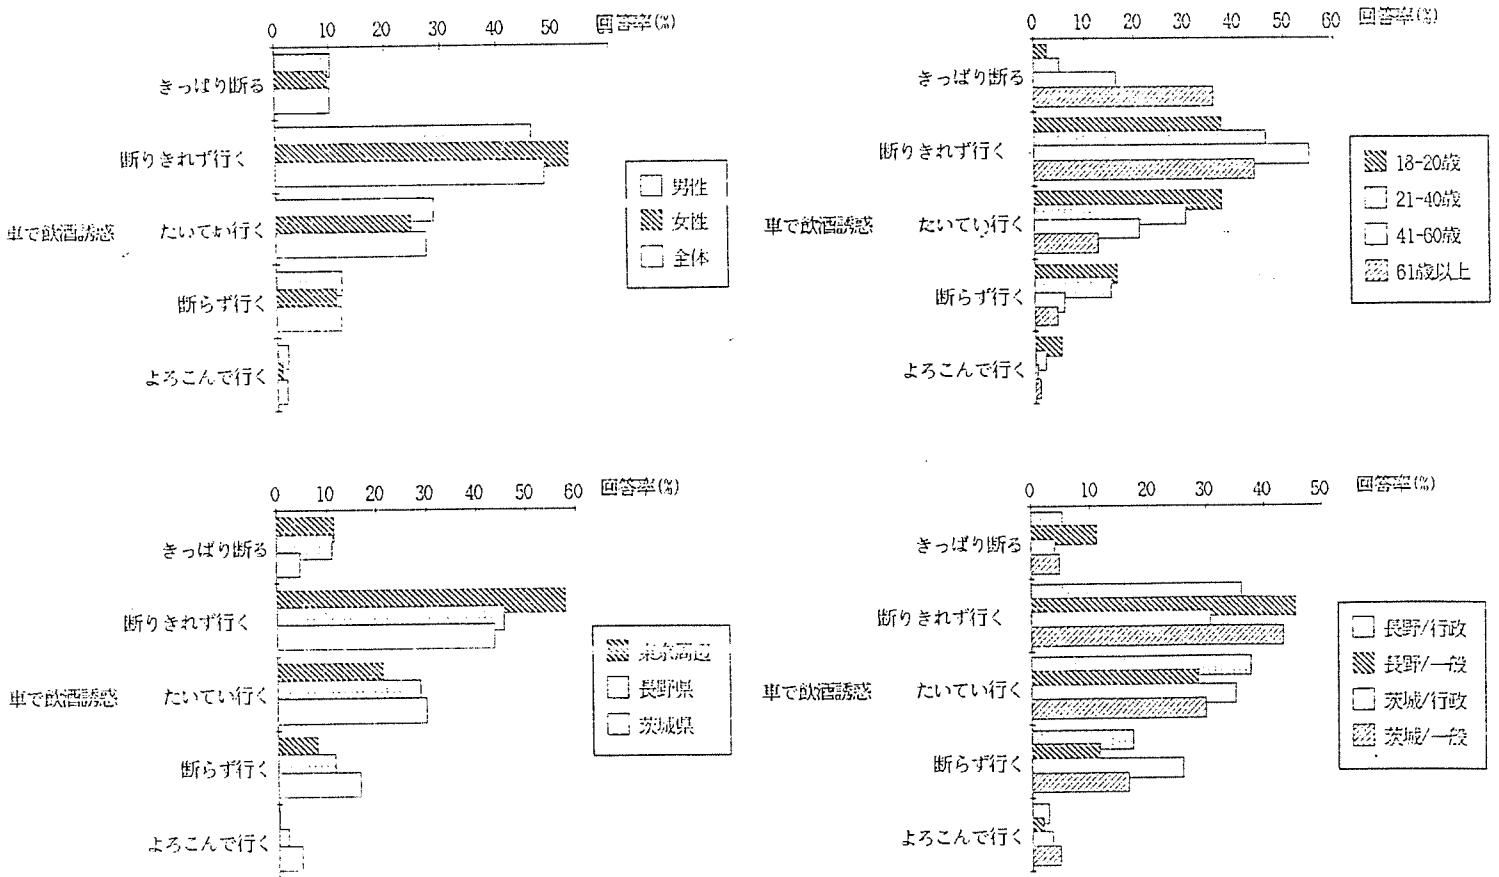 0 10 20 30 40 50 回答率(%)
きっぱり断る
断りきれず行く
車で飲酒誘惑 たいてい行く
断らず行く
よろこんで行く
男性
女性
全体
0 10 20 30 40 50 60 回答率(%)
きっぱり断る
断りきれず行く
車で飲酒誘惑 たいてい行く
断らず行く
よろこんで行く
18-20歳
21-40歳
41-60歳
61歳以上
0 10 20 30 40 50 60 回答率(%)
きっぱり断る
断りきれず行く
車で飲酒誘惑 たいてい行く
断らず行く
よろこんで行く
東京周辺
長野県
茨城県
0 10 20 30 40 50 回答率(%)
きっぱり断る
断りきれず行く
車で飲酒誘惑 たいてい行く
断らず行く
よろこんで行く
長野/行政
長野/一般
茨城/行政
茨城/一般